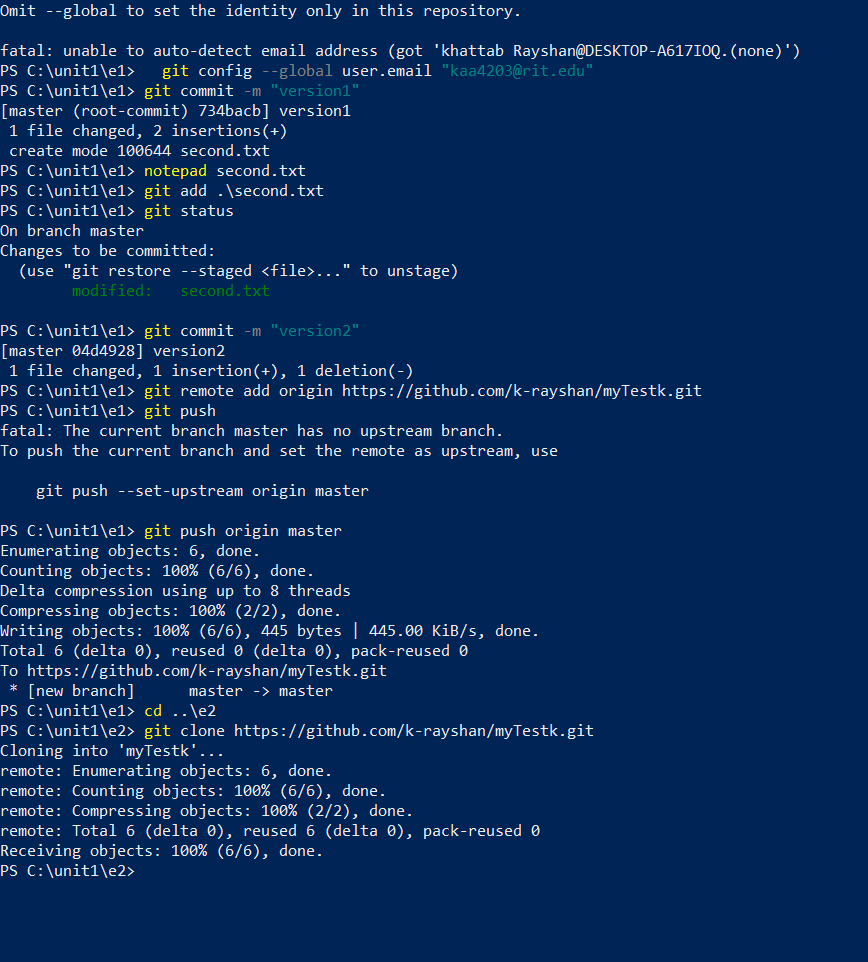 Omit --global to set the identity only in this repository.
fatal: unable to auto-detect email address (got 'khattab Rayshan@DESKTOP-A617IOQ.(none)')
PS C:\unit1\e1>   git config --global user.email "kaa4203@rit.edu"
PS C:\unit1\e1> git commit -m "version1"
[master (root-commit) 734bacb] version1
 1 file changed, 2 insertions(+)
 create mode 100644 second.txt
PS C:\unit1\e1> notepad second.txt
PS C:\unit1\e1> git add .\second.txt
PS C:\unit1\e1> git status
On branch master
Changes to be committed:
  (use "git restore --staged <file>..." to unstage)
        modified:   second.txt
PS C:\unit1\e1> git commit -m "version2"
[master 04d4928] version2
 1 file changed, 1 insertion(+), 1 deletion(-)
PS C:\unit1\e1> git remote add origin https://github.com/k-rayshan/myTestk.git
PS C:\unit1\e1> git push
fatal: The current branch master has no upstream branch.
To push the current branch and set the remote as upstream, use
    git push --set-upstream origin master
PS C:\unit1\e1> git push origin master
Enumerating objects: 6, done.
Counting objects: 100% (6/6), done.
Delta compression using up to 8 threads
Compressing objects: 100% (2/2), done.
Writing objects: 100% (6/6), 445 bytes | 445.00 KiB/s, done.
Total 6 (delta 0), reused 0 (delta 0), pack-reused 0
To https://github.com/k-rayshan/myTestk.git
 * [new branch]      master -> master
PS C:\unit1\e1> cd ..\e2
PS C:\unit1\e2> git clone https://github.com/k-rayshan/myTestk.git
Cloning into 'myTestk'...
remote: Enumerating objects: 6, done.
remote: Counting objects: 100% (6/6), done.
remote: Compressing objects: 100% (2/2), done.
remote: Total 6 (delta 0), reused 6 (delta 0), pack-reused 0
Receiving objects: 100% (6/6), done.
PS C:\unit1\e2>